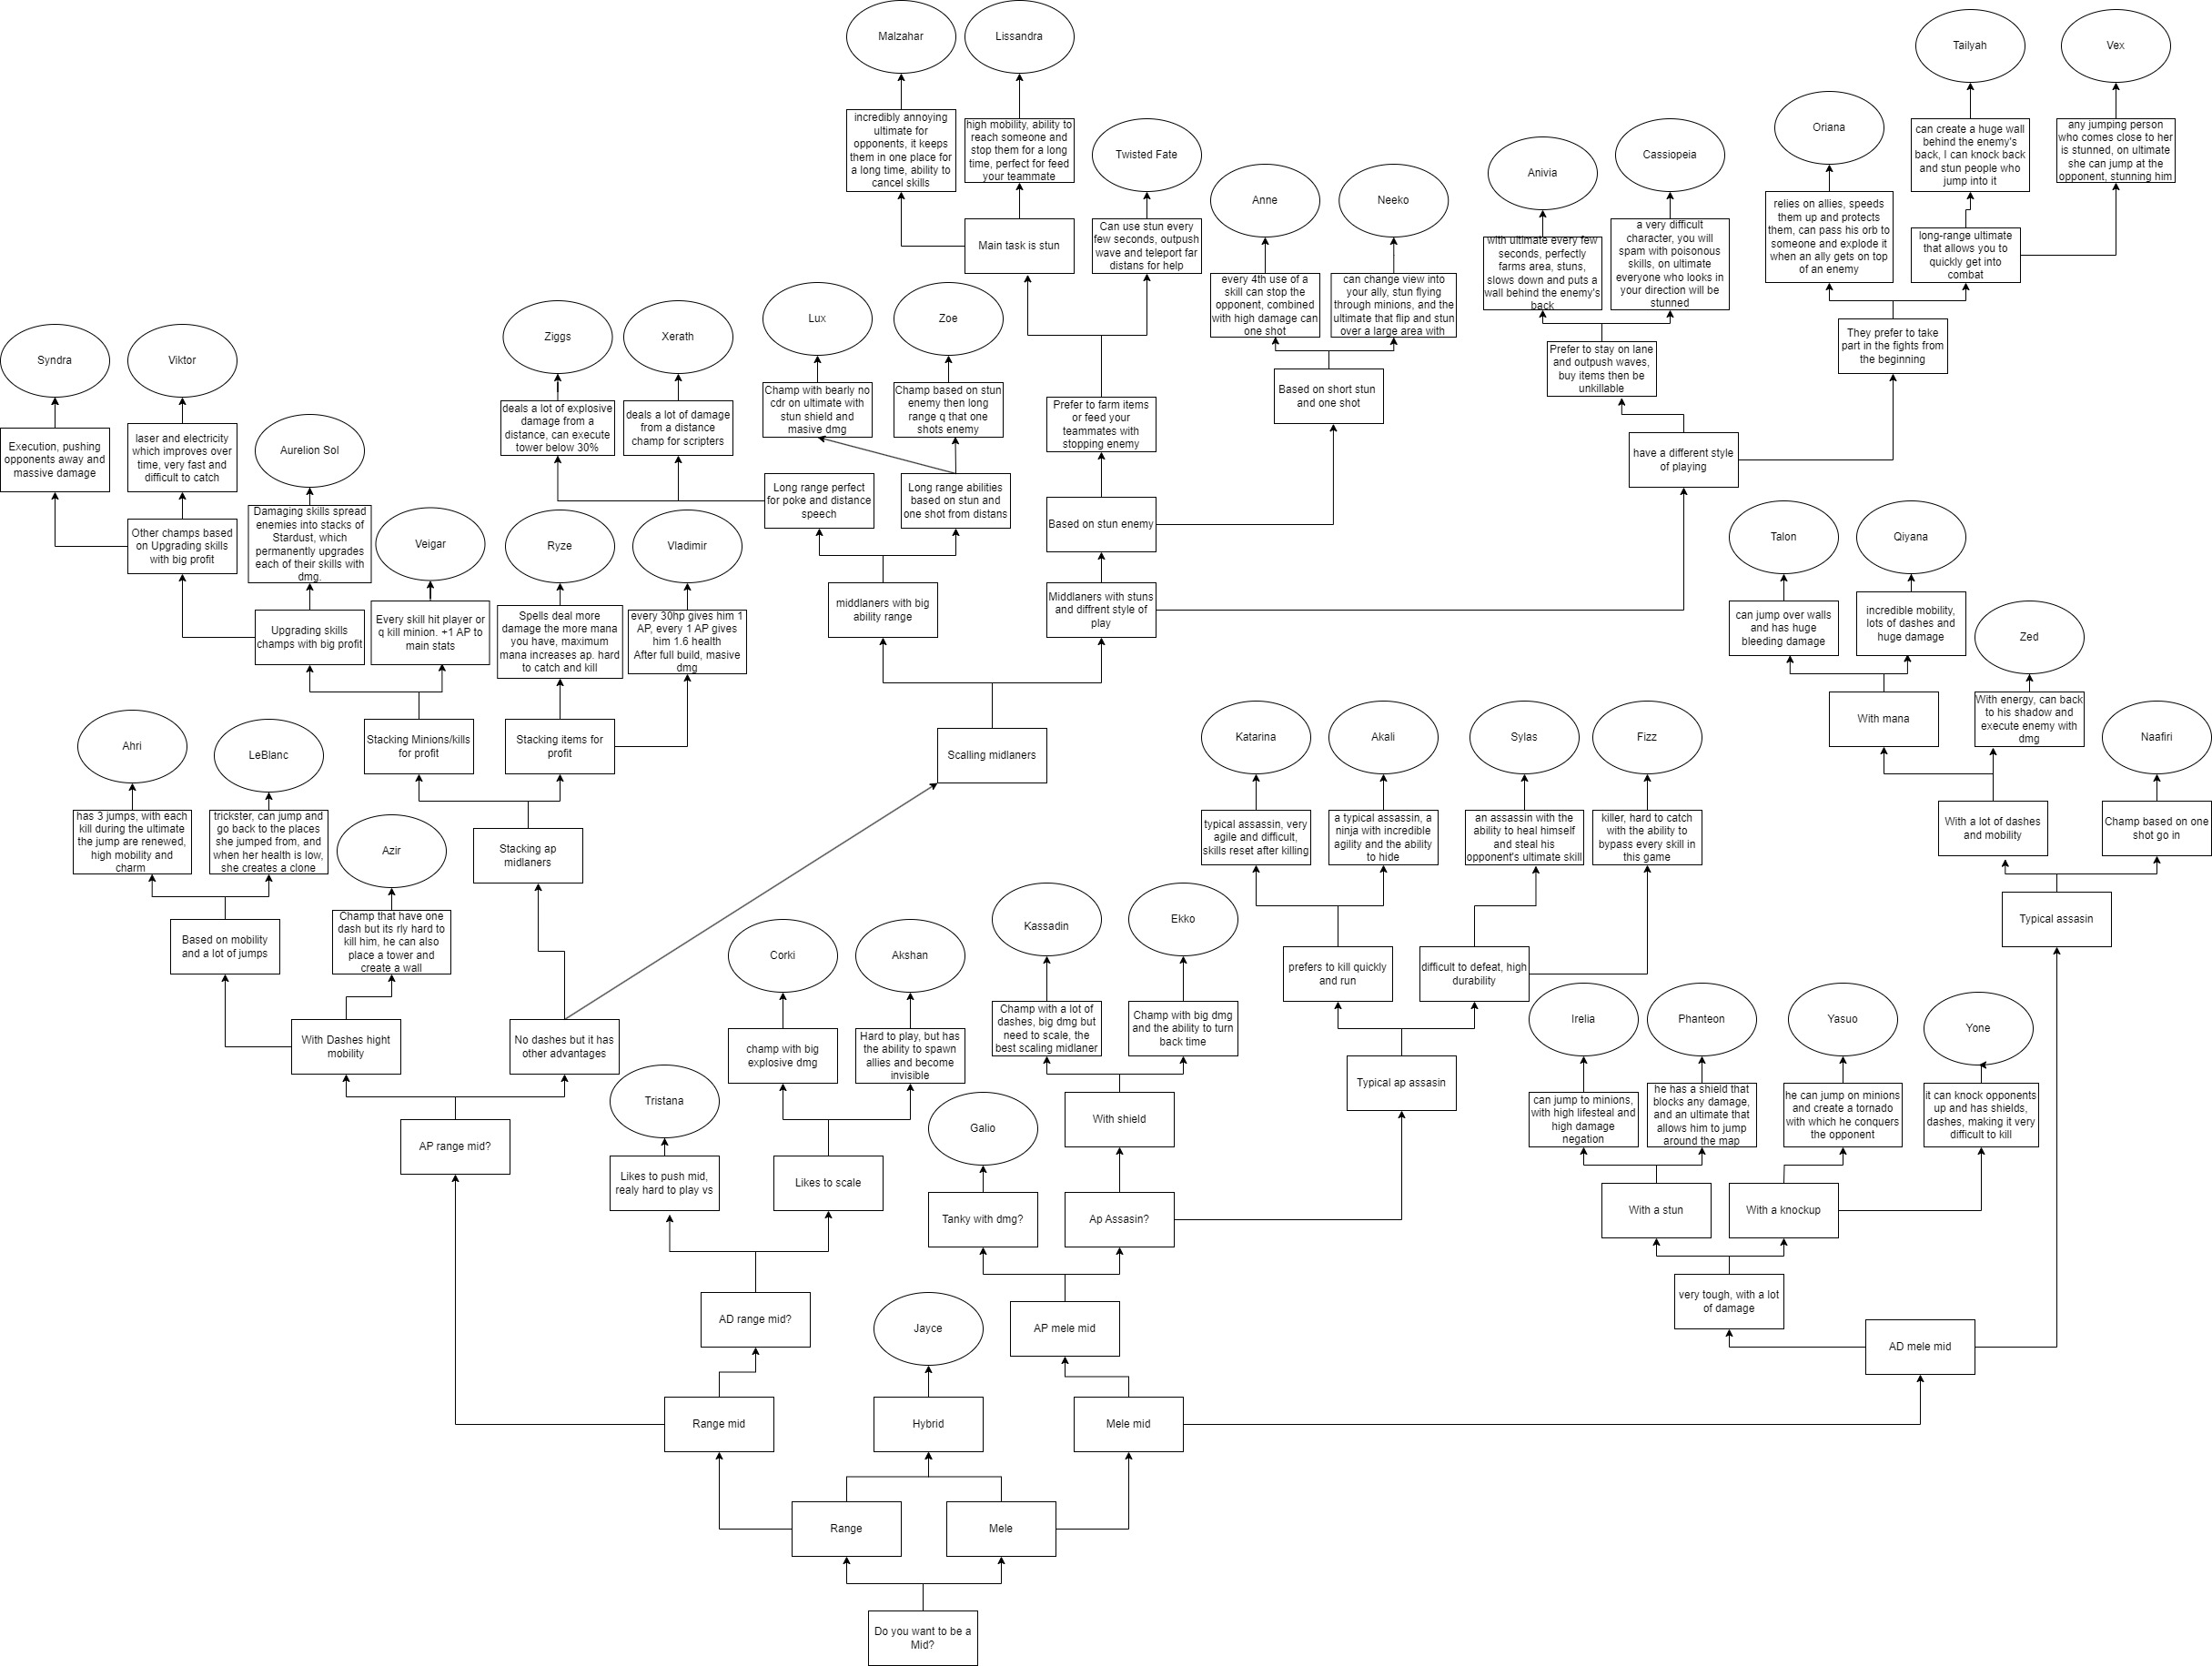 Malzahar
Lissandra
Tailyah
Vex
incredibly annoying
ultimate for
opponents, it keeps
them in one place for
a long time, ability to
cancel skills
high mobility, ability to
reach someone and
stop them for a long
time, perfect for feed
your teammate
Twisted Fate
Cassiopeia
Anivia
Oriana
can create a huge wall
behind the enemy's
back, I can knock back
and stun people who
jump into it
any jumping person
who comes close to her
is stunned, on ultimate
she can jump at the
opponent, stunning him
Anne
Neeko
Main task is stun
Can use stun every
few seconds, outpush
wave and teleport far
distans for help
with ultimate every few
seconds, perfectly
farms area, stuns,
slows down and puts a
wall behind the enemy's
back
a very difficult
character, you will
spam with poisonous
skills, on ultimate
everyone who looks in
your direction will be
stunned
relies on allies, speeds
them up and protects
them, can pass his orb to
someone and explode it
when an ally gets on top
of an enemy
long-range ultimate
that allows you to
quickly get into
combat
every 4th use of a
skill can stop the
opponent, combined
with high damage can
one shot
can change view into
your ally, stun flying
through minions, and the
ultimate that flip and stun
over a large area with
Syndra
Viktor
Ziggs
Xerath
Lux
Zoe
Prefer to stay on lane
and outpush waves,
buy items then be
unkillable
They prefer to take
part in the fights from
the beginning
Based on short stun
and one shot
Execution, pushing
opponents away and
massive damage
laser and electricity
which improves over
time, very fast and
difficult to catch
Aurelion Sol
deals a lot of explosive
damage from a
distance, can execute
tower below 30%
deals a lot of damage
from a distance
champ for scripters
Champ with bearly no
cdr on ultimate with
stun shield and
masive dmg
Champ based on stun
enemy then long
range q that one
shots enemy
Prefer to farm items
or feed your
teammates with
stopping enemy
have a different style
of playing
Long range perfect
for poke and distance
speech
Long range abilities
based on stun and
one shot from distans
Based on stun enemy
Other champs based
on Upgrading skills
with big profit
Damaging skills spread
enemies into stacks of
Stardust, which
permanently upgrades
each of their skills with
dmg.
Veigar
Ryze
Vladimir
Talon
Qiyana
Upgrading skills
champs with big profit
Every skill hit player or
q kill minion. +1 AP to
main stats
Spells deal more
damage the more mana
you have, maximum
mana increases ap. hard
to catch and kill
every 30hp gives him 1
AP, every 1 AP gives
him 1.6 health
After full build, masive
dmg
middlaners with big
ability range
Middlaners with stuns
and diffrent style of
play
can jump over walls
and has huge
bleeding damage
incredible mobility,
lots of dashes and
huge damage
Zed
Ahri
LeBlanc
Stacking Minions/kills
for profit
Stacking items for
profit
Scalling midlaners
Katarina
Akali
Sylas
Fizz
With mana
With energy, can back
to his shadow and
execute enemy with
dmg
Naafiri
has 3 jumps, with each
kill during the ultimate
the jump are renewed,
high mobility and
charm
trickster, can jump and
go back to the places
she jumped from, and
when her health is low,
she creates a clone
Azir
Stacking ap
midlaners
typical assassin, very
agile and difficult,
skills reset after killing
a typical assassin, a
ninja with incredible
agility and the ability
to hide
an assassin with the
ability to heal himself
and steal his
opponent's ultimate skill
killer, hard to catch
with the ability to
bypass every skill in
this game
With a lot of dashes
and mobility
Champ based on one
shot go in
Based on mobility
and a lot of jumps
Champ that have one
dash but its rly hard to
kill him, he can also
place a tower and
create a wall
Corki
Akshan
Kassadin
Ekko
prefers to kill quickly
and run
difficult to defeat, high
durability
Typical assasin
With Dashes hight
mobility
No dashes but it has
other advantages
champ with big
explosive dmg
Hard to play, but has
the ability to spawn
allies and become
invisible
Champ with a lot of
dashes, big dmg but
need to scale, the
best scaling midlaner
Champ with big dmg
and the ability to turn
back time
Typical ap assasin
Irelia
Phanteon
Yasuo
Yone
Tristana
Galio
With shield
can jump to minions,
with high lifesteal and
high damage
negation
he has a shield that
blocks any damage,
and an ultimate that
allows him to jump
around the map
he can jump on minions
and create a tornado
with which he conquers
the opponent
it can knock opponents
up and has shields,
dashes, making it very
difficult to kill
AP range mid?
Likes to push mid,
realy hard to play vs
Likes to scale
Tanky with dmg?
Ap Assasin?
With a stun
With a knockup
AD range mid?
Jayce
AP mele mid
very tough, with a lot
of damage
AD mele mid
Range mid
Hybrid
Mele mid
Range
Mele
Do you want to be a
Mid?